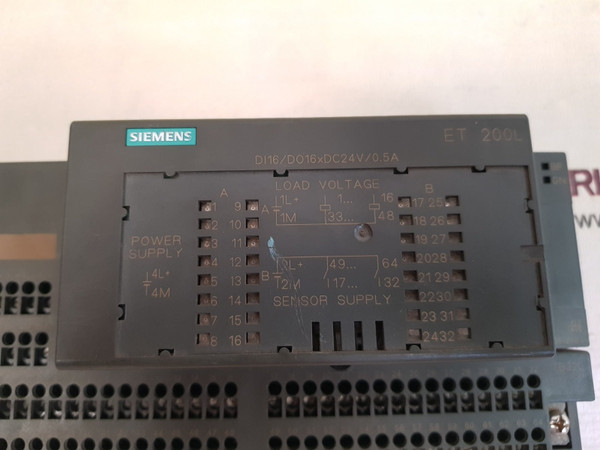 SIEMENS
ET 200L
DI16/DO16xDC24V/0.5A
LOAD VOLTAGE
A
B
1 9 A 1L+ 1... 16 17 25
2 10 1M 33... 48 18 26
POWER SUPPLY
3 11 19 27
4 12 2L+ 49... 64 20 28
4L+ 5 13 B 2M 17... 32 21 29
4M 6 14 SENSOR SUPPLY 22 30
7 15 23 31
8 16 24 32